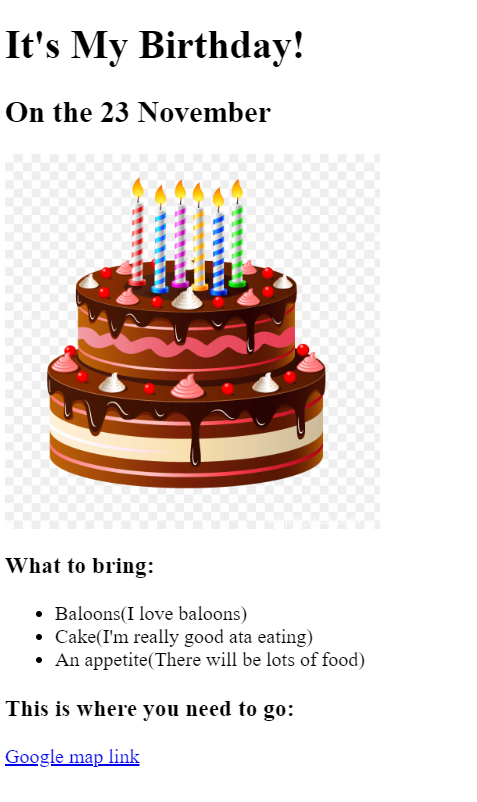 It's My Birthday!
On the 23 November
What to bring:
Baloons(I love baloons)
Cake(I'm really good ata eating)
An appetite(There will be lots of food)
This is where you need to go:
Google map link